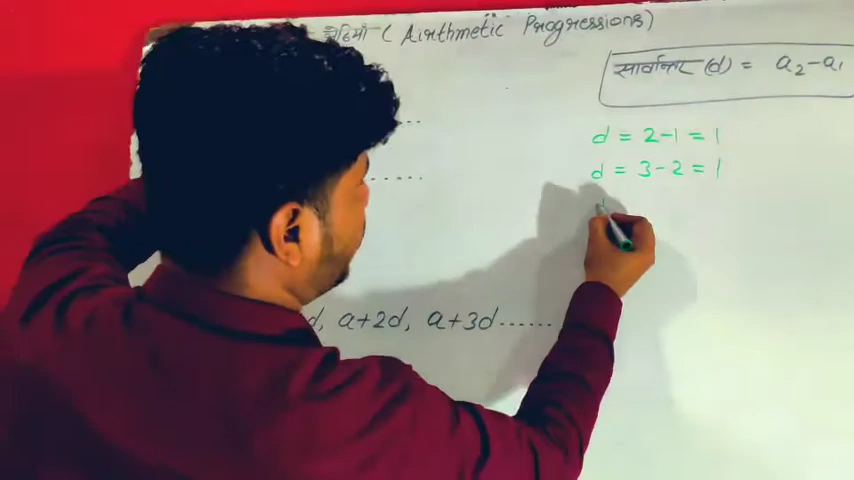 श्रेढियाँ ( Airthmetic Progressions )
सार्वान्तर (d) = a₂-a₁
........
d = 2-1 = 1
........
d = 3-2 = 1
d, a+2d, a+3d......